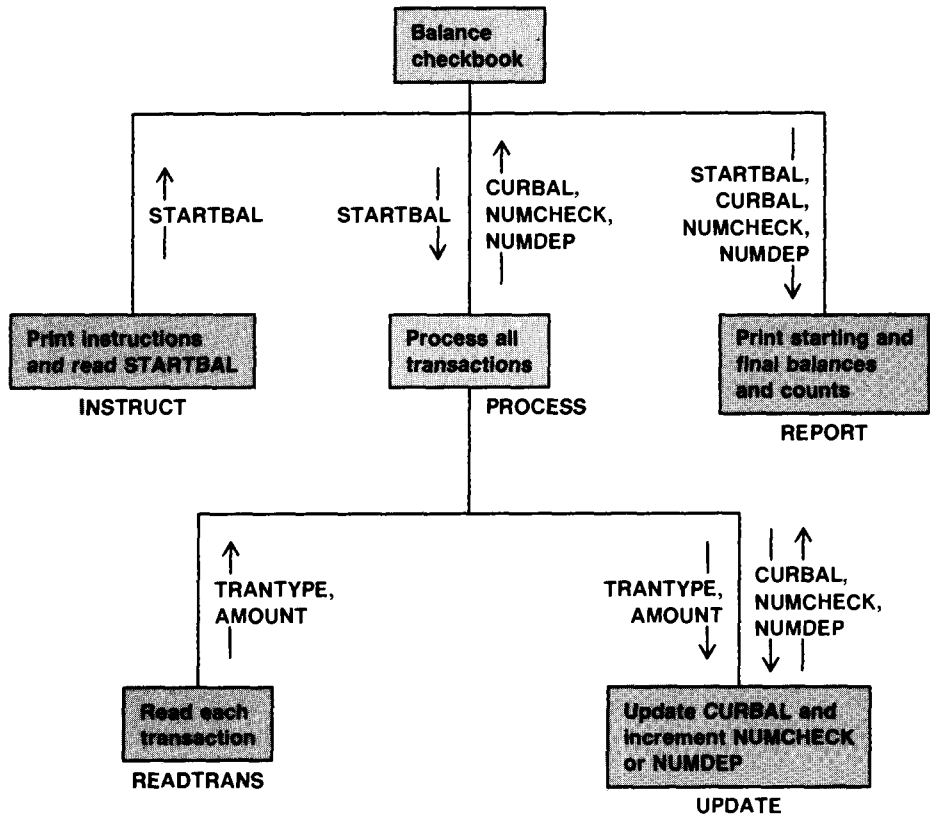 Balance
checkbook
STARTBAL
STARTBAL
CURBAL,
NUMCHECK,
NUMDEP
STARTBAL,
CURBAL,
NUMCHECK,
NUMDEP
Print instructions
and read STARTBAL
INSTRUCT
Process all
transactions
PROCESS
Print starting and
final balances
and counts
REPORT
TRANTYPE,
AMOUNT
TRANTYPE,
AMOUNT
CURBAL,
NUMCHECK,
NUMDEP
Read each
transaction
READTRANS
Update CURBAL and
increment NUMCHECK
or NUMDEP
UPDATE